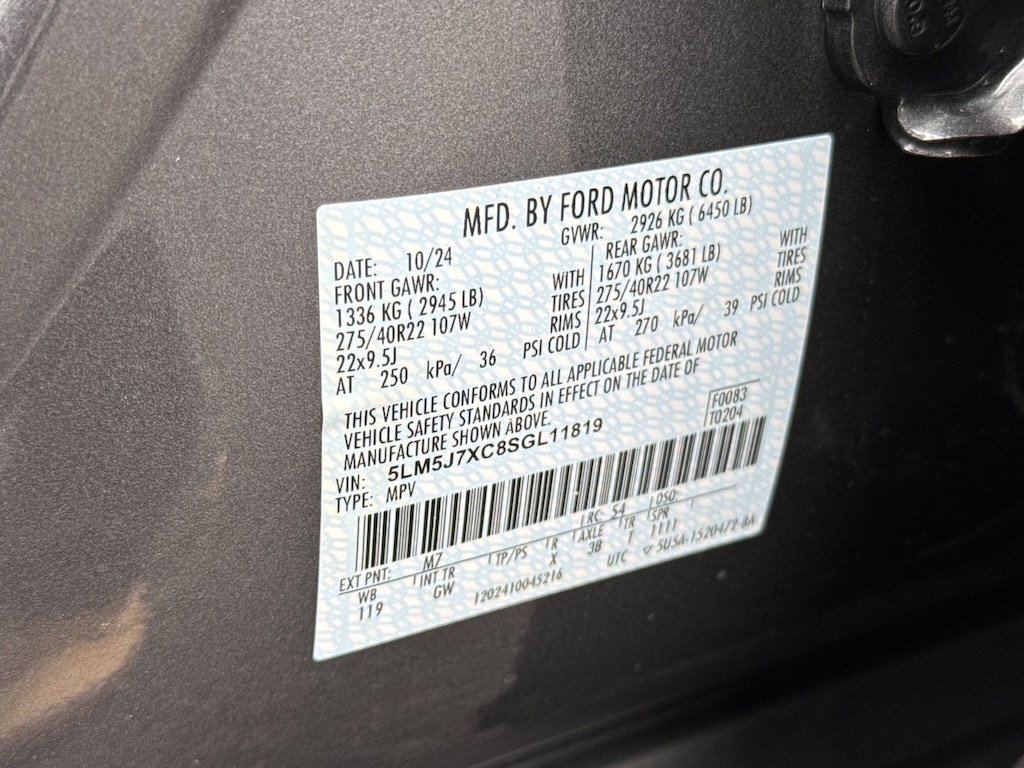 MFD. BY FORD MOTOR CO.
DATE: 10/24
GVWR: 2926 KG ( 6450 LB)
FRONT GAWR:
1336 KG ( 2945 LB) WITH
275/40R22 107W TIRES
22x9.5J RIMS
AT 250 kPa/ 36 PSI COLD
REAR GAWR:
1670 KG ( 3681 LB) WITH
275/40R22 107W TIRES
22x9.5J RIMS
AT 270 kPa/ 39 PSI COLD
THIS VEHICLE CONFORMS TO ALL APPLICABLE FEDERAL MOTOR
VEHICLE SAFETY STANDARDS IN EFFECT ON THE DATE OF
MANUFACTURE SHOWN ABOVE.
VIN: 5LM5J7XC8SGL11819
F0083
T0204
TYPE: MPV
EXT PNT: M7 RC: 54 DSO:
WB INT TR TP/PS R AXLE TR SPR
119 GW X 3B T 1111
1202410045216 UTC